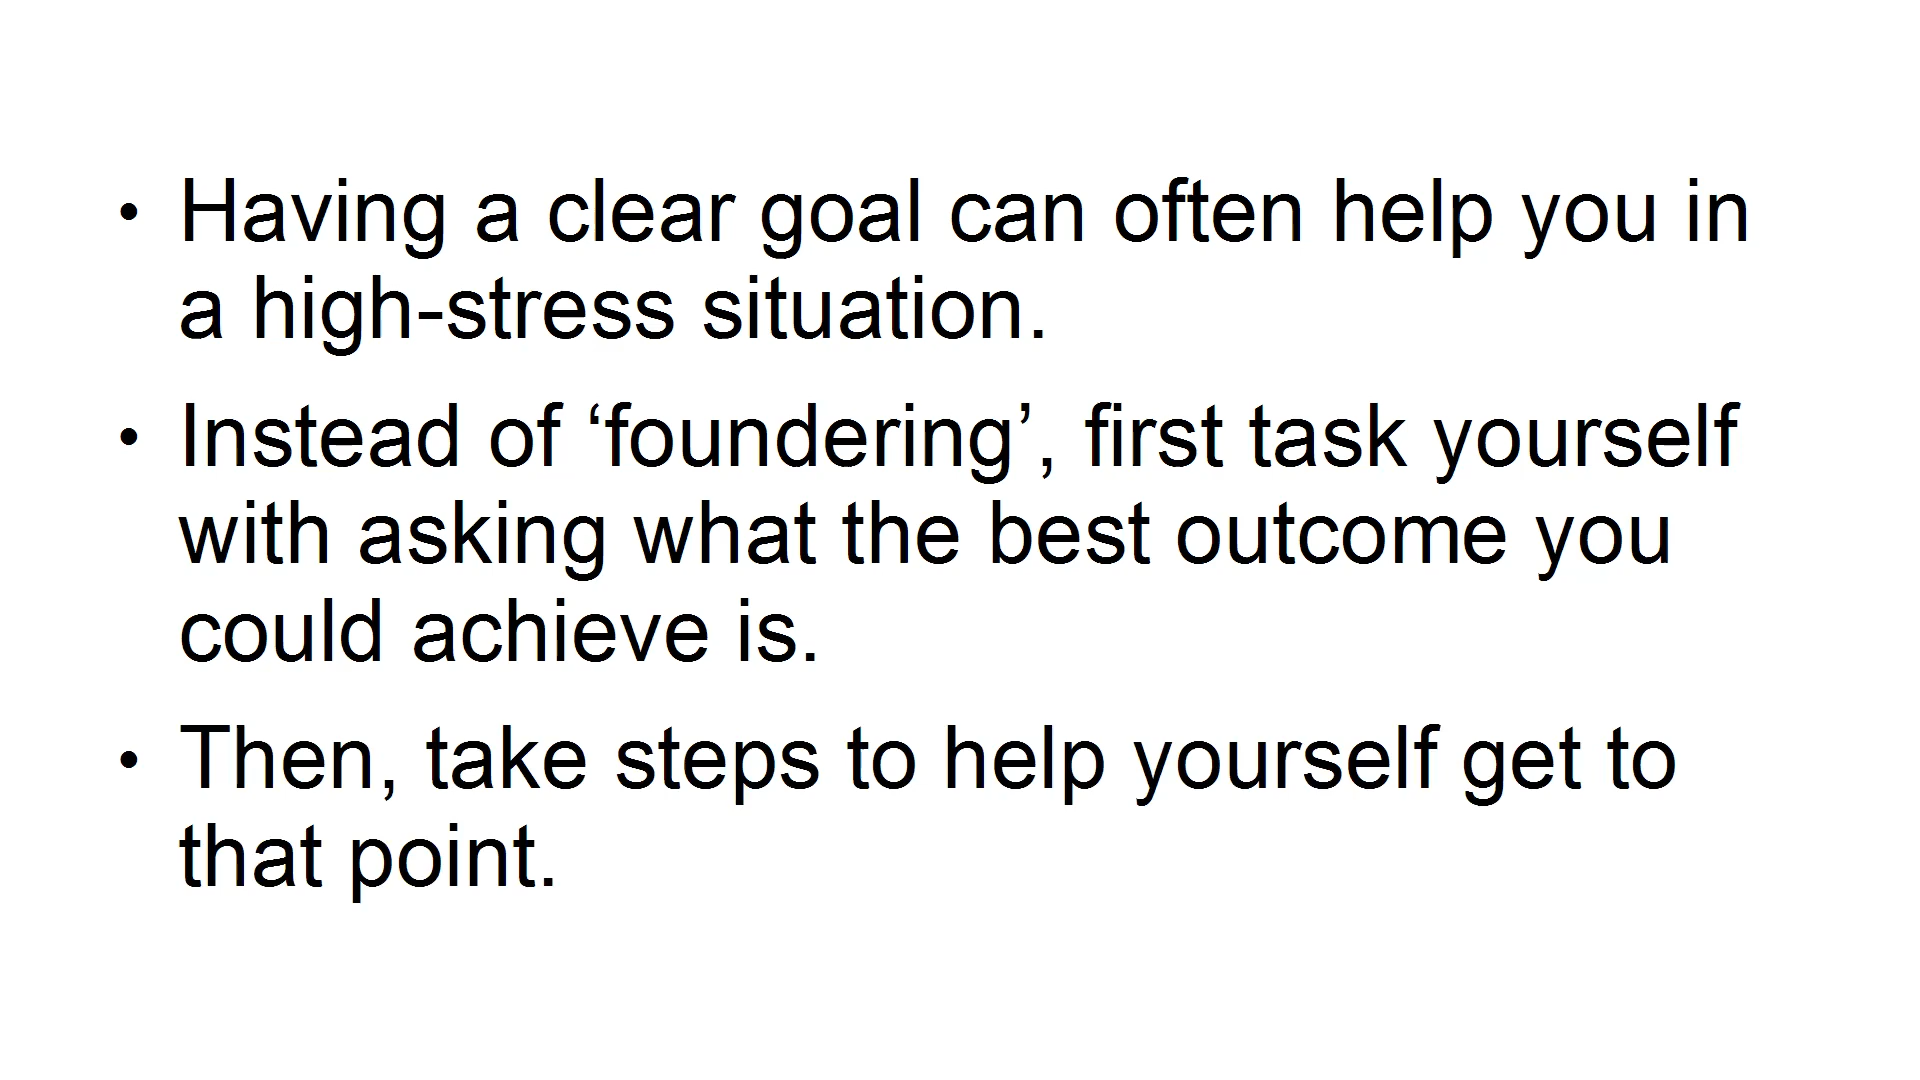 • Having a clear goal can often help you in
a high-stress situation.
• Instead of ‘foundering’, first task yourself
with asking what the best outcome you
could achieve is.
• Then, take steps to help yourself get to
that point.